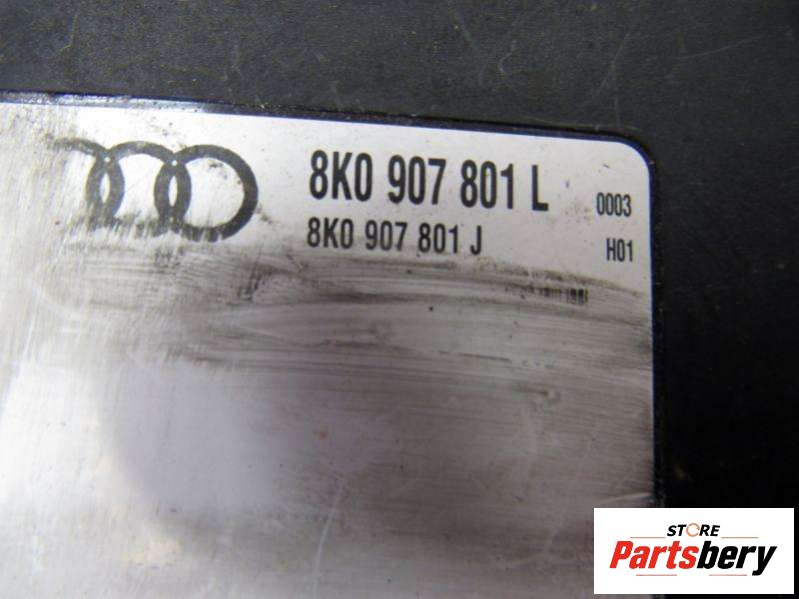 8K0 907 801 L 0003
8K0 907 801 J H01
STORE
Partsbery